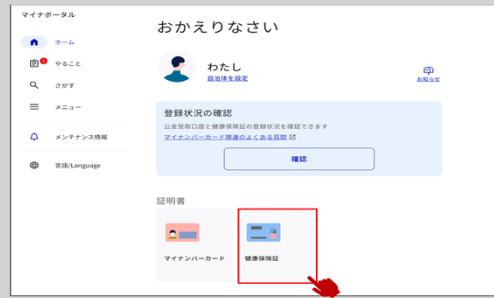 マイナポータル
おかえりなさい
ホーム
やること
さがす
メニュー
メンテナンス情報
言語/Language
わたし
自治体を設定
お知らせ
登録状況の確認
公金受取口座と健康保険証の登録状況を確認できます
マイナンバーカード関連のよくある質問
確認
証明書
マイナンバーカード
健康保険証